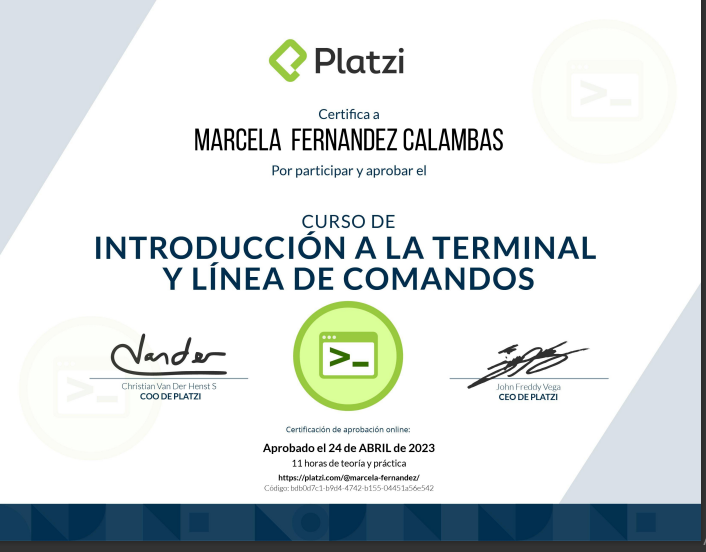 Platzi
Certifica a
MARCELA FERNANDEZ CALAMBAS
Por participar y aprobar el
CURSO DE
INTRODUCCIÓN A LA TERMINAL
Y LÍNEA DE COMANDOS
Vander
Christian Van Der Henst S
COO DE PLATZI
>_
John Freddy Vega
CEO DE PLATZI
Certificación de aprobación online:
Aprobado el 24 de ABRIL de 2023
11 horas de teoría y práctica
https://platzi.com/@marcela-fernandez/
Código: bdb0d7c1-b9d4-4742-b155-04451a56e542